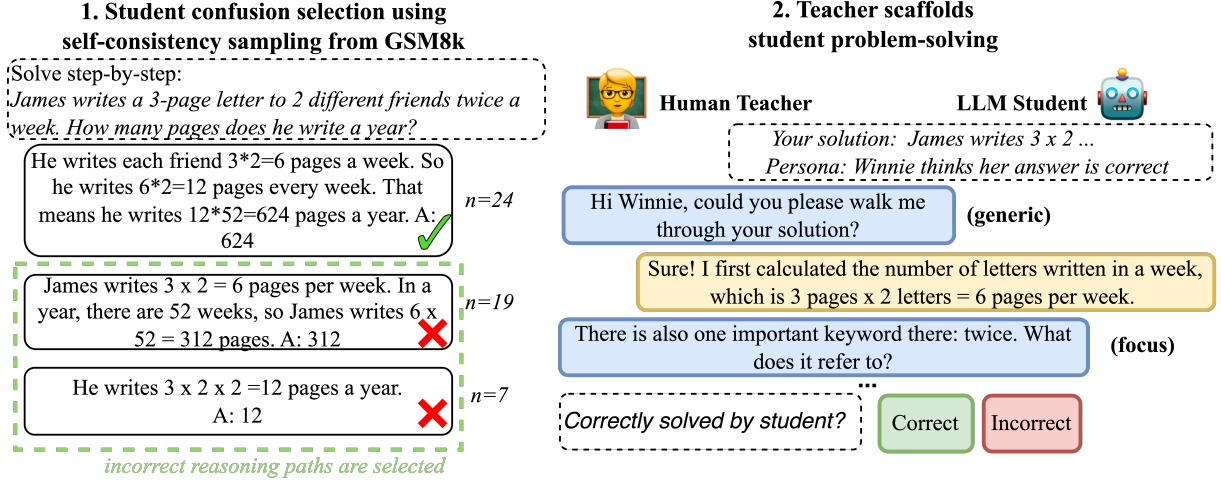 1. Student confusion selection using
self-consistency sampling from GSM8k
Solve step-by-step:
James writes a 3-page letter to 2 different friends twice a
week. How many pages does he write a year?
He writes each friend 3*2=6 pages a week. So
he writes 6*2=12 pages every week. That
means he writes 12*52=624 pages a year. A:
624
n=24
James writes 3 x 2 = 6 pages per week. In a
year, there are 52 weeks, so James writes 6 x
52 = 312 pages. A: 312
n=19
He writes 3 x 2 x 2 =12 pages a year.
A: 12
n=7
incorrect reasoning paths are selected
2. Teacher scaffolds
student problem-solving
Human Teacher
LLM Student
Your solution: James writes 3 x 2 ...
Persona: Winnie thinks her answer is correct
Hi Winnie, could you please walk me
through your solution?
(generic)
Sure! I first calculated the number of letters written in a week,
which is 3 pages x 2 letters = 6 pages per week.
There is also one important keyword there: twice. What
does it refer to?
(focus)
...
Correctly solved by student?
Correct
Incorrect